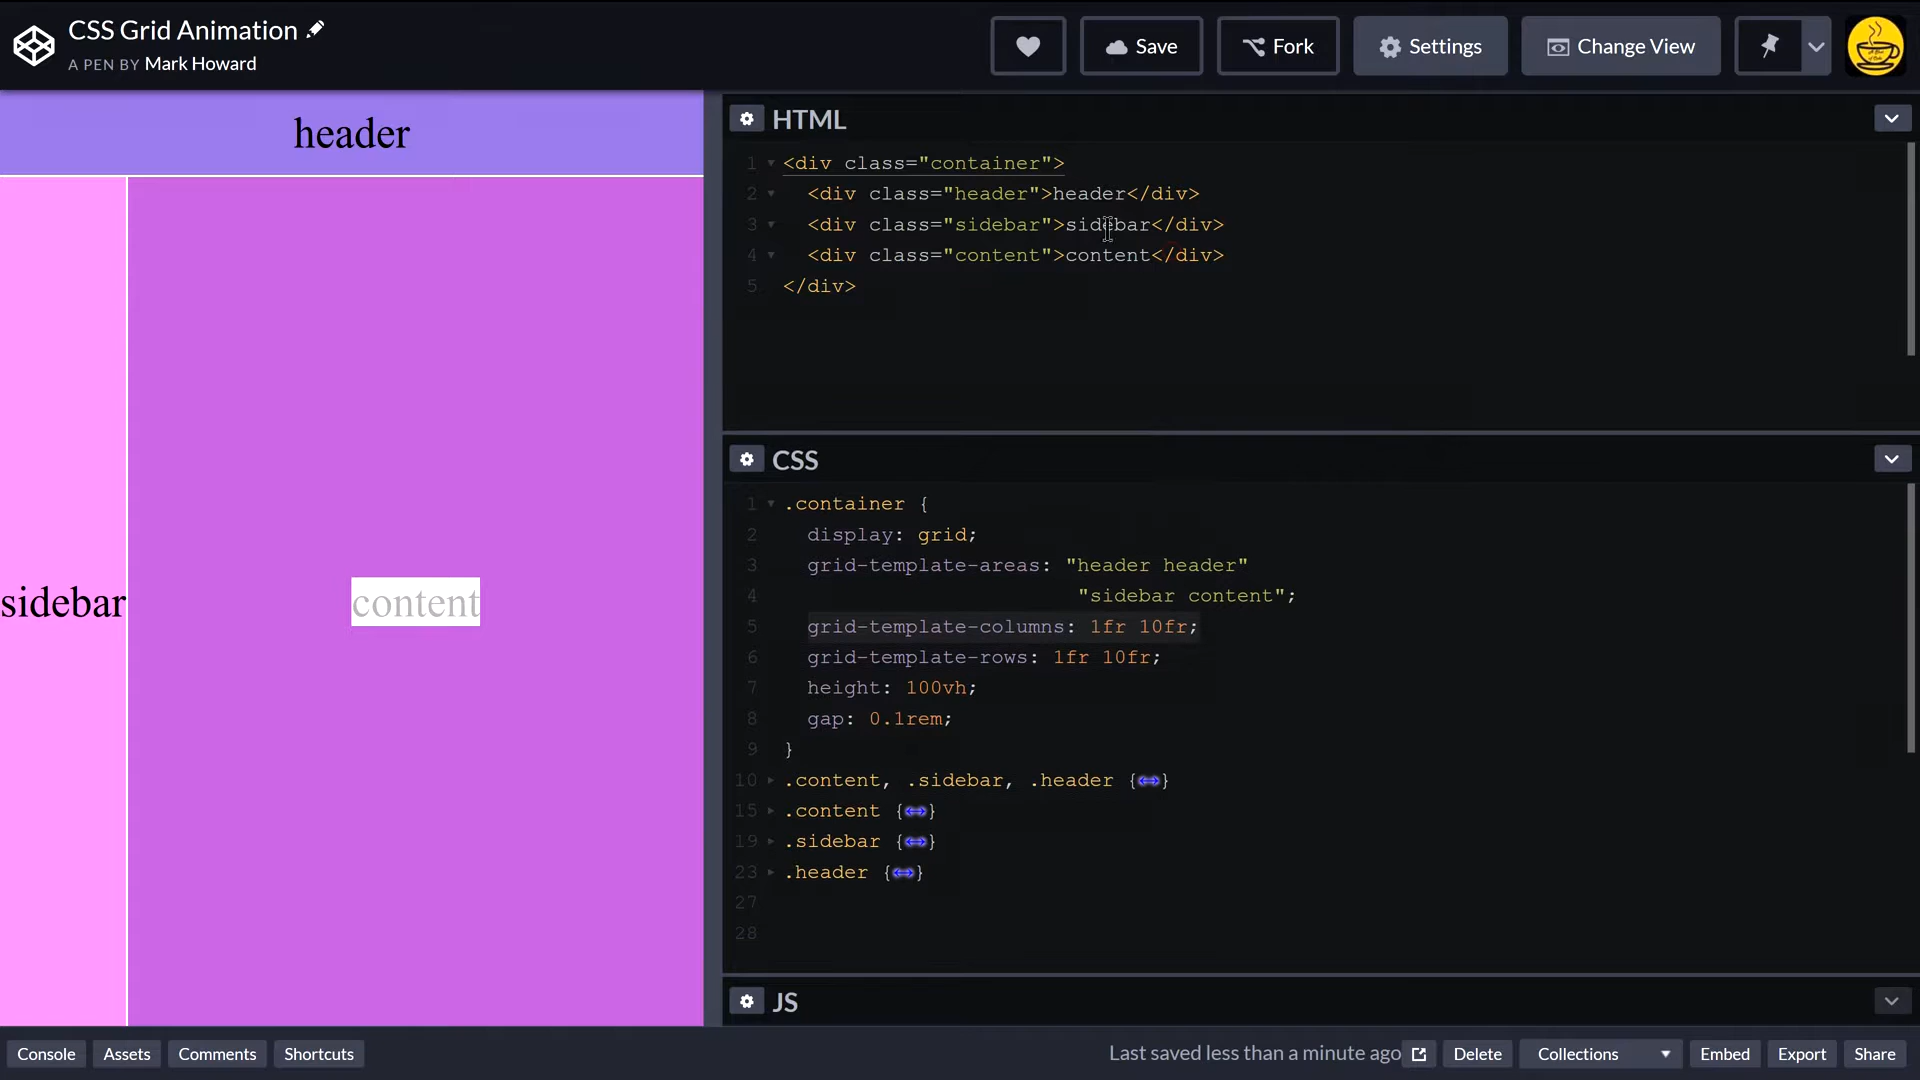 CSS Grid Animation
A PEN BY Mark Howard
Save
Fork
Settings
Change View
header
sidebar
content
HTML
1 <div class="container">
2 <div class="header">header</div>
3 <div class="sidebar">sidebar</div>
4 <div class="content">content</div>
5 </div>
CSS
1 .container {
2 display: grid;
3 grid-template-areas: "header header"
4 "sidebar content";
5 grid-template-columns: 1fr 10fr;
6 grid-template-rows: 1fr 10fr;
7 height: 100vh;
8 gap: 0.1rem;
9 }
10 .content, .sidebar, .header {↔}
15 .content {↔}
19 .sidebar {↔}
23 .header {↔}
27
28
JS
Console Assets Comments Shortcuts Last saved less than a minute ago Delete Collections Embed Export Share